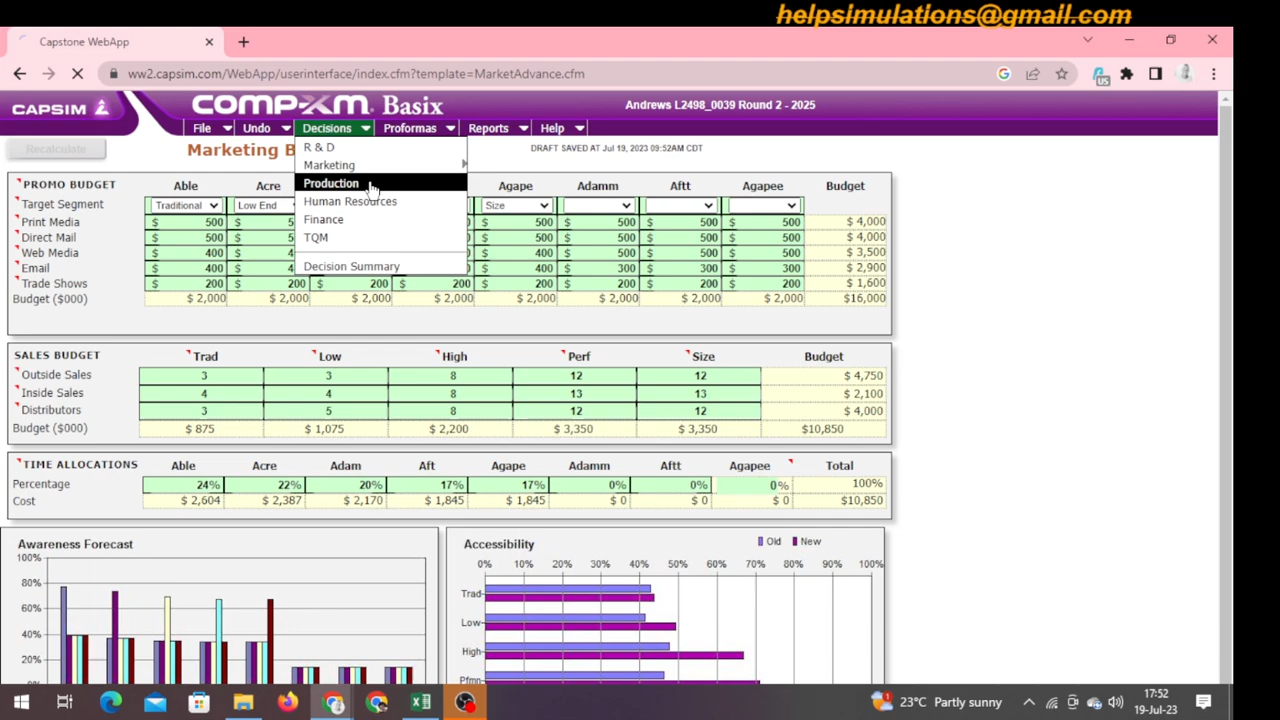 helpsimulations@gmail.com
Capstone WebApp
ww2.capsim.com/WebApp/userinterface/index.cfm?template=MarketAdvance.cfm
US
CAPSIM COMP-XM® Basix Andrews L2498_0039 Round 2 - 2025
File Undo Decisions Proformas Reports Help
Recalculate Marketing B DRAFT SAVED AT Jul 19, 2023 09:52AM CDT
R & D
Marketing
Production
Human Resources
Finance
TQM
Decision Summary
PROMO BUDGET Able Acre Agape Adamm Aftt Agapee Budget
Target Segment Traditional Low End Size
Print Media $ 500 $ 5 $ 500 $ 500 $ 500 $ 500 $ 4,000
Direct Mail $ 500 $ 5 $ 500 $ 500 $ 500 $ 500 $ 4,000
Web Media $ 400 $ 4 $ 400 $ 500 $ 500 $ 500 $ 3,500
Email $ 400 $ 4 $ 400 $ 300 $ 300 $ 300 $ 2,900
Trade Shows $ 200 $ 200 $ 200 $ 200 $ 200 $ 200 $ 200 $ 200 $ 1,600
Budget ($000) $ 2,000 $ 2,000 $ 2,000 $ 2,000 $ 2,000 $ 2,000 $ 2,000 $ 2,000 $16,000
SALES BUDGET Trad Low High Perf Size Budget
Outside Sales 3 3 8 12 12 $ 4,750
Inside Sales 4 4 8 13 13 $ 2,100
Distributors 3 5 8 12 12 $ 4,000
Budget ($000) $ 875 $ 1,075 $ 2,200 $ 3,350 $ 3,350 $10,850
TIME ALLOCATIONS Able Acre Adam Aft Agape Adamm Aftt Agapee Total
Percentage 24% 22% 20% 17% 17% 0% 0% 0% 100%
Cost $ 2,604 $ 2,387 $ 2,170 $ 1,845 $ 1,845 $ 0 $ 0 $ 0 $10,850
Awareness Forecast
100%
80%
60%
40%
20%
0%
Accessibility Old New
0% 10% 20% 30% 40% 50% 60% 70% 80% 90% 100%
Trad
Low
High
Pfmn
23°C Partly sunny
17:52
19-Jul-23